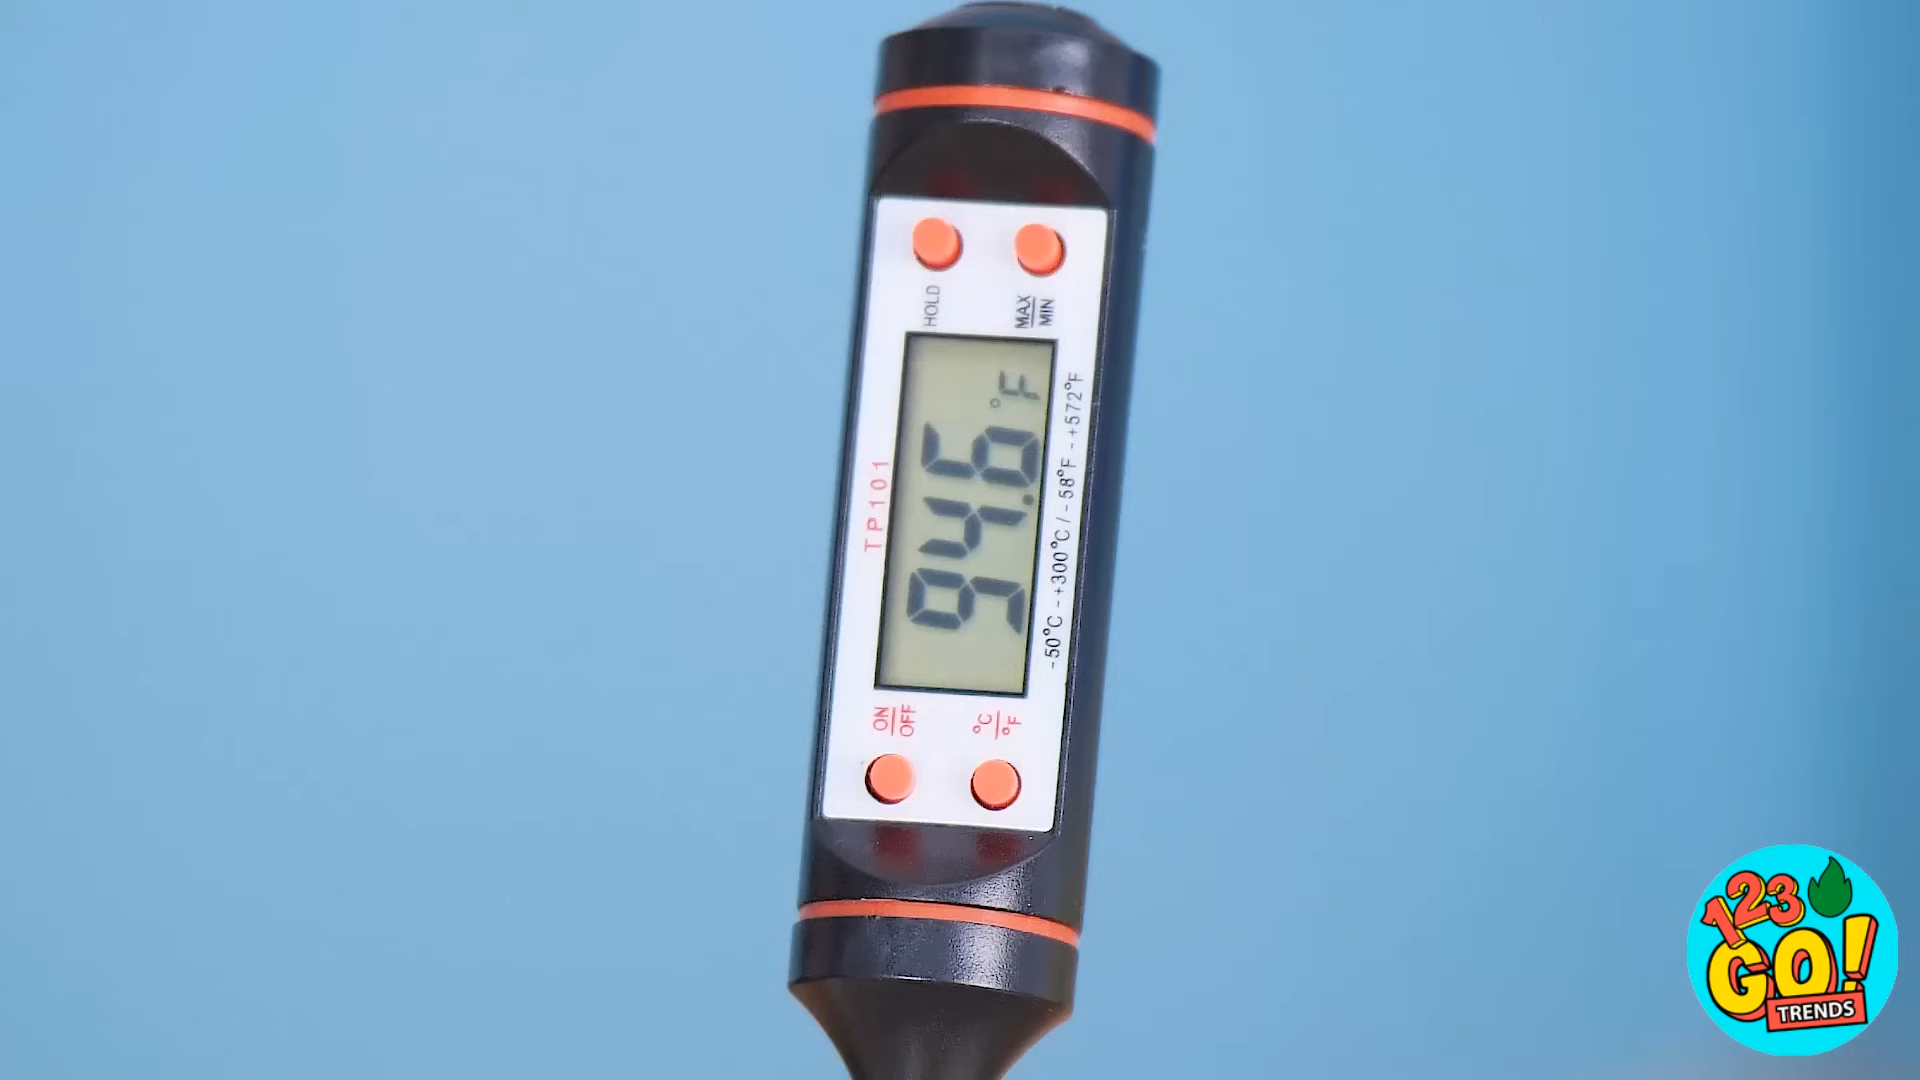 HOLD
MAX
MIN
94.6 °F
TP101
-50°C - +300°C / -58°F - +572°F
ON
OFF
°C
°F
123
GO!
TRENDS